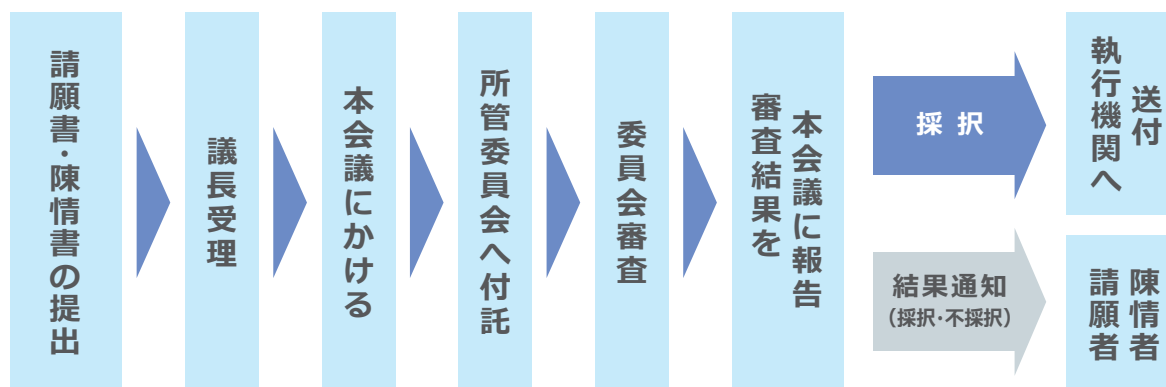 請願書・陳情書の提出
議長受理
本会議にかける
所管委員会へ付託
委員会審査
審査結果を
本会議に報告
採択
執行機関へ
送付
結果通知
(採択・不採択)
請願者
陳情者